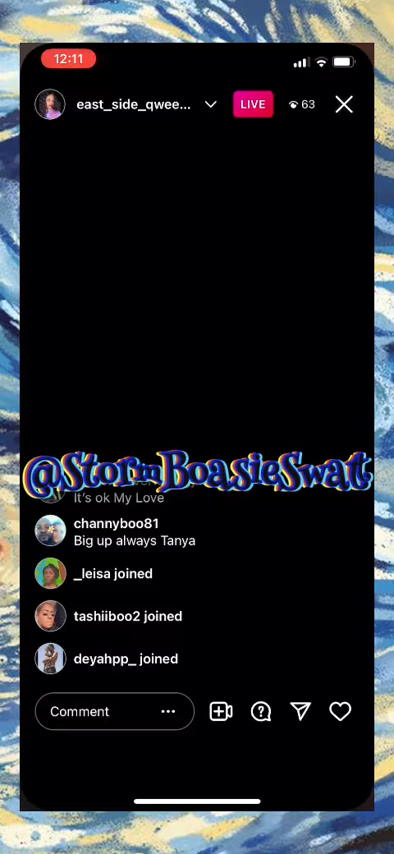 12:11
east_side_qwee...
LIVE
63
@StormBoasieSwat
It's ok My Love
channyboo81
Big up always Tanya
_leisa joined
tashiiboo2 joined
deyahpp_ joined
Comment